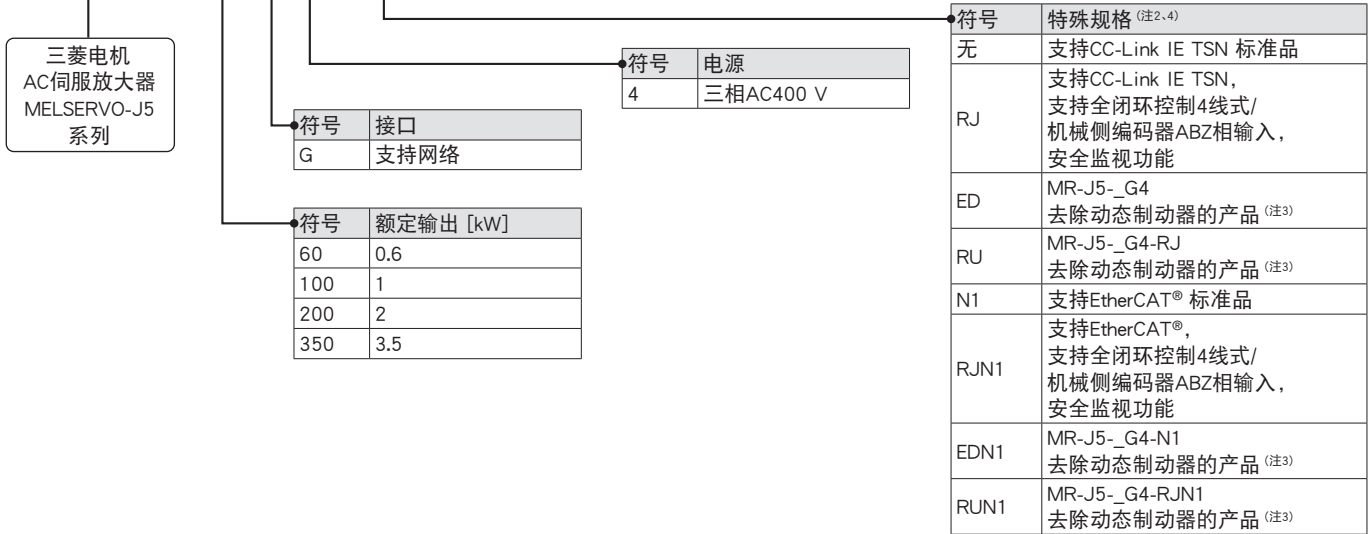 三菱电机
AC伺服放大器
MELSERVO-J5
系列
符号 额定输出 [kW]
60 0.6
100 1
200 2
350 3.5
符号 接口
G 支持网络
符号 电源
4 三相AC400 V
符号 特殊规格 (注2、4)
无 支持CC-Link IE TSN 标准品
RJ 支持CC-Link IE TSN,
支持全闭环控制4线式/
机械侧编码器ABZ相输入,
安全监视功能
ED MR-J5-_G4
去除动态制动器的产品 (注3)
RU MR-J5-_G4-RJ
去除动态制动器的产品 (注3)
N1 支持EtherCAT® 标准品
RJN1 支持EtherCAT®,
支持全闭环控制4线式/
机械侧编码器ABZ相输入,
安全监视功能
EDN1 MR-J5-_G4-N1
去除动态制动器的产品 (注3)
RUN1 MR-J5-_G4-RJN1
去除动态制动器的产品 (注3)